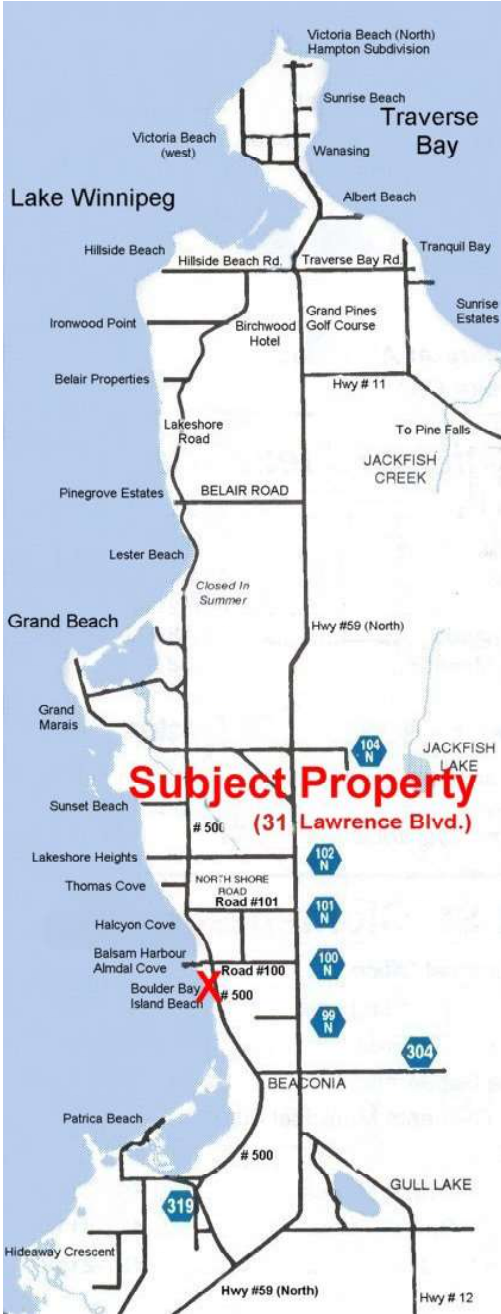 Victoria Beach (North)
Hampton Subdivision
Sunrise Beach
Traverse
Bay
Victoria Beach
(west)
Wanasing
Lake Winnipeg
Albert Beach
Hillside Beach
Hillside Beach Rd.
Traverse Bay Rd.
Tranquil Bay
Sunrise
Estates
Ironwood Point
Birchwood
Hotel
Grand Pines
Golf Course
Belair Properties
Hwy # 11
Lakeshore
Road
To Pine Falls
JACKFISH
CREEK
Pinegrove Estates
BELAIR ROAD
Lester Beach
Closed In
Summer
Grand Beach
Hwy #59 (North)
Grand
Marais
104
N
JACKFISH
LAKE
Subject Property
(31 Lawrence Blvd.)
Sunset Beach
# 500
Lakeshore Heights
102
N
Thomas Cove
NORTH SHORE
ROAD
Road #101
101
N
Halcyon Cove
Balsam Harbour
Almdal Cove
Road #100
100
N
Boulder Bay
Island Beach
X
# 500
99
N
304
BEACONIA
Patrica Beach
# 500
GULL LAKE
319
Hideaway Crescent
Hwy #59 (North)
Hwy # 12